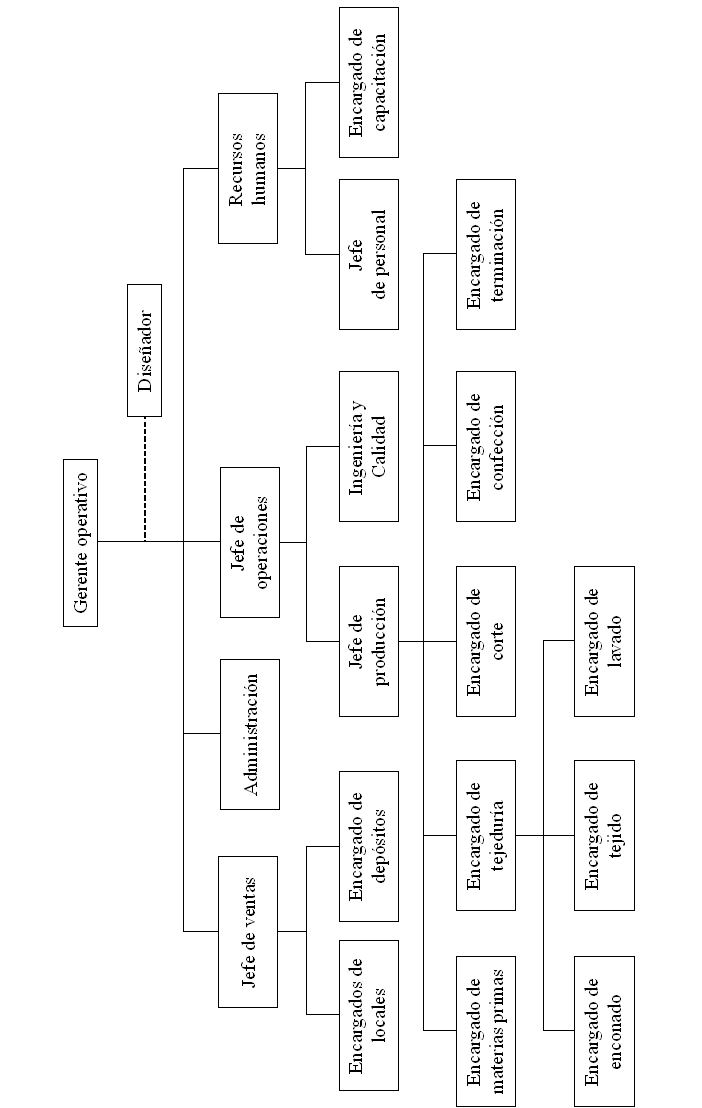 Gerente operativo
Diseñador
Jefe de ventas
Administración
Jefe de
operaciones
Recursos
humanos
Encargados de
locales
Encargado de
depósitos
Jefe de
producción
Ingeniería y
Calidad
Jefe
de personal
Encargado de
capacitación
Encargado de
materias primas
Encargado de
tejeduría
Encargado de
corte
Encargado de
confección
Encargado de
terminación
Encargado de
enconado
Encargado de
tejido
Encargado de
lavado